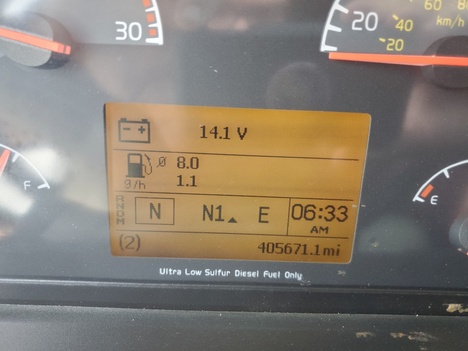 30
20
40
60
80
km/h
20
14.1 V
ø 8.0
g/h 1.1
F
E
N N1▲ E 06:33
AM
(2) 405671.1mi
Ultra Low Sulfur Diesel Fuel Only